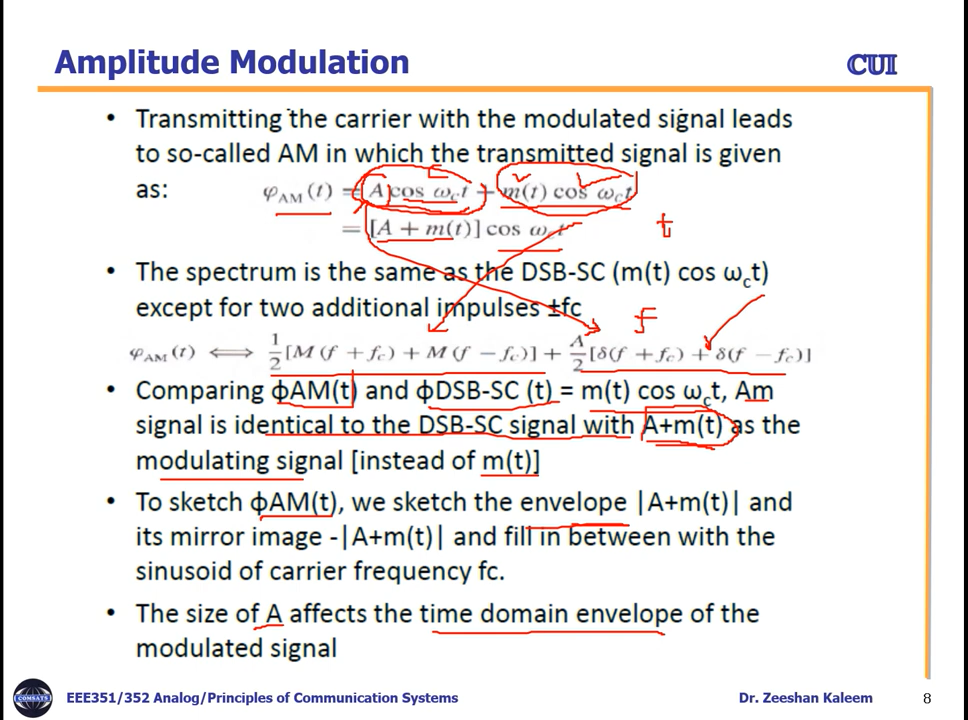 Amplitude Modulation
CUI
• Transmitting the carrier with the modulated signal leads
to so-called AM in which the transmitted signal is given
as: φAM(t) = A cos ωct + m(t) cos ωct
= [A + m(t)] cos ωct
t
• The spectrum is the same as the DSB-SC (m(t) cos ωct)
except for two additional impulses ±fc
F
φAM(t) ⟺ 1/2[M(f + fc) + M(f − fc)] + A/2[δ(f + fc) + δ(f − fc)]
• Comparing ϕAM(t) and ϕDSB-SC (t) = m(t) cos ωct, Am
signal is identical to the DSB-SC signal with A+m(t) as the
modulating signal [instead of m(t)]
• To sketch ϕAM(t), we sketch the envelope |A+m(t)| and
its mirror image -|A+m(t)| and fill in between with the
sinusoid of carrier frequency fc.
• The size of A affects the time domain envelope of the
modulated signal
COMSATS
EEE351/352 Analog/Principles of Communication Systems
Dr. Zeeshan Kaleem
8